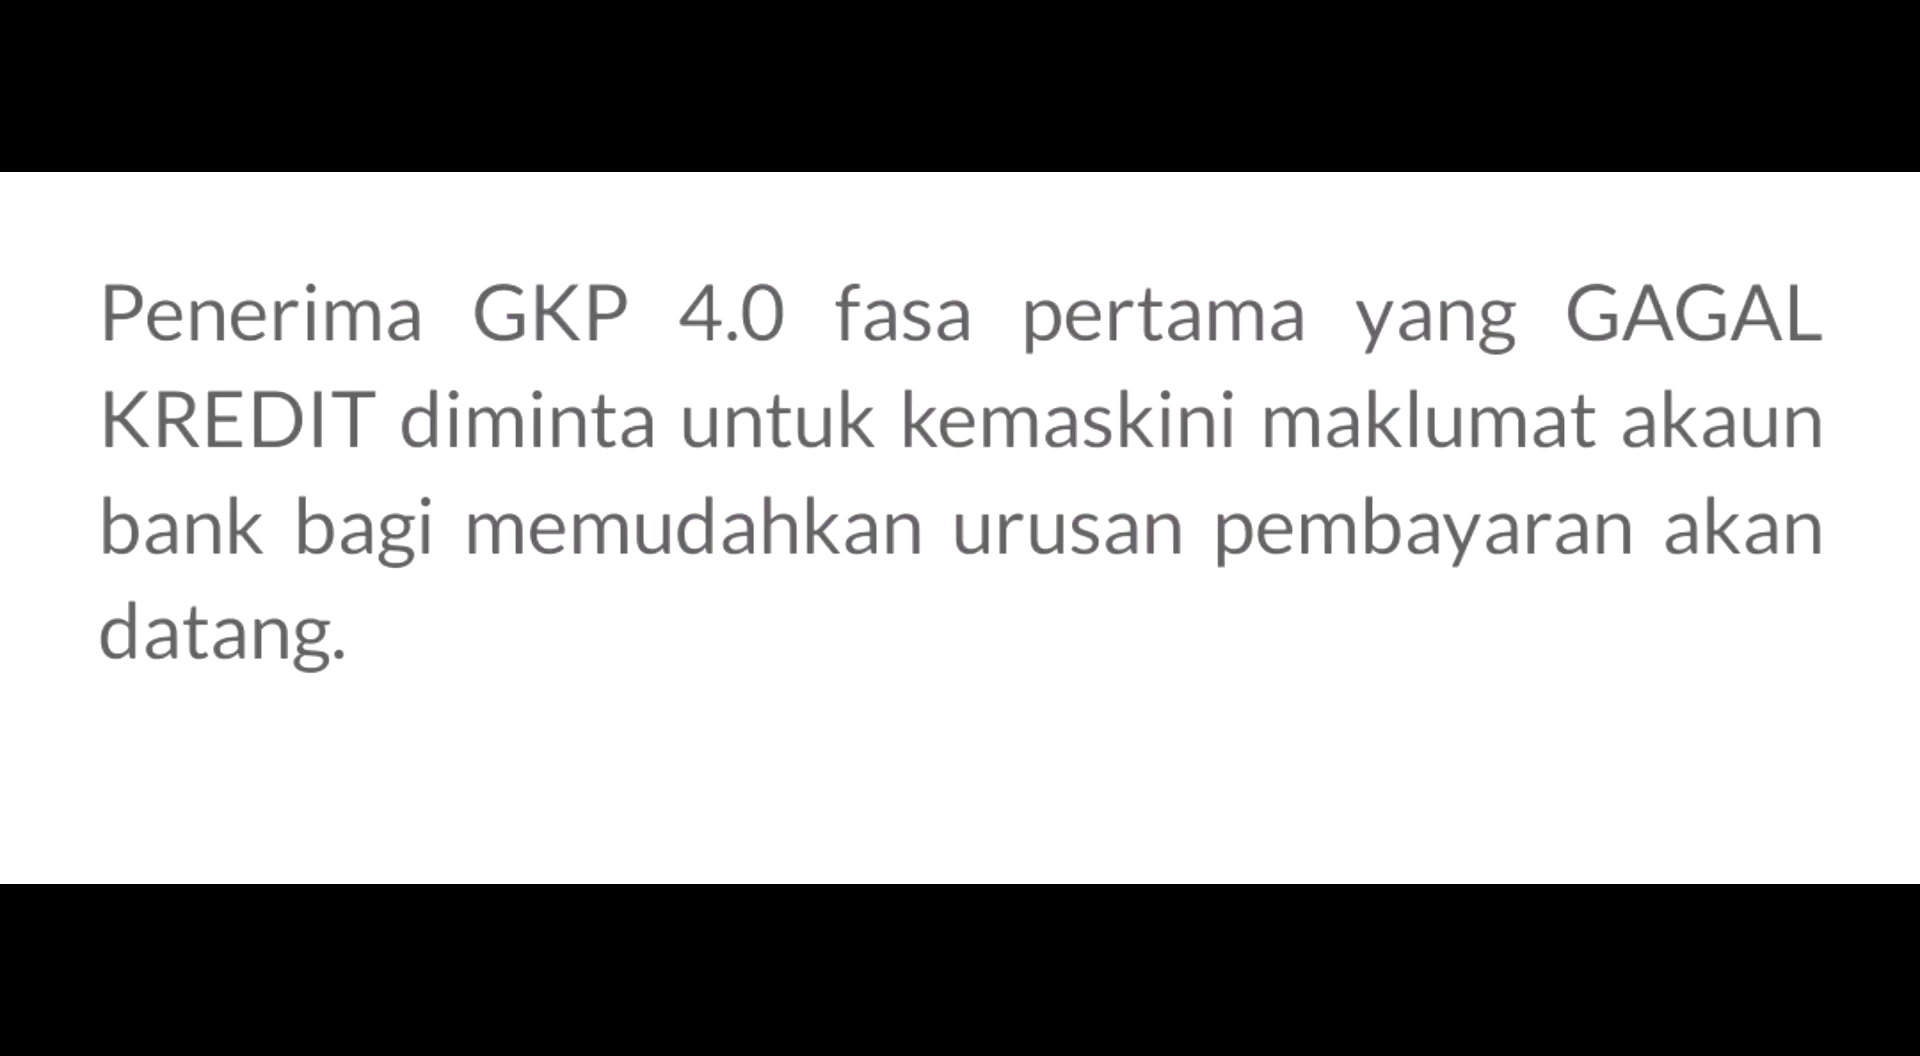 Penerima GKP 4.0 fasa pertama yang GAGAL
KREDIT diminta untuk kemaskini maklumat akaun
bank bagi memudahkan urusan pembayaran akan
datang.